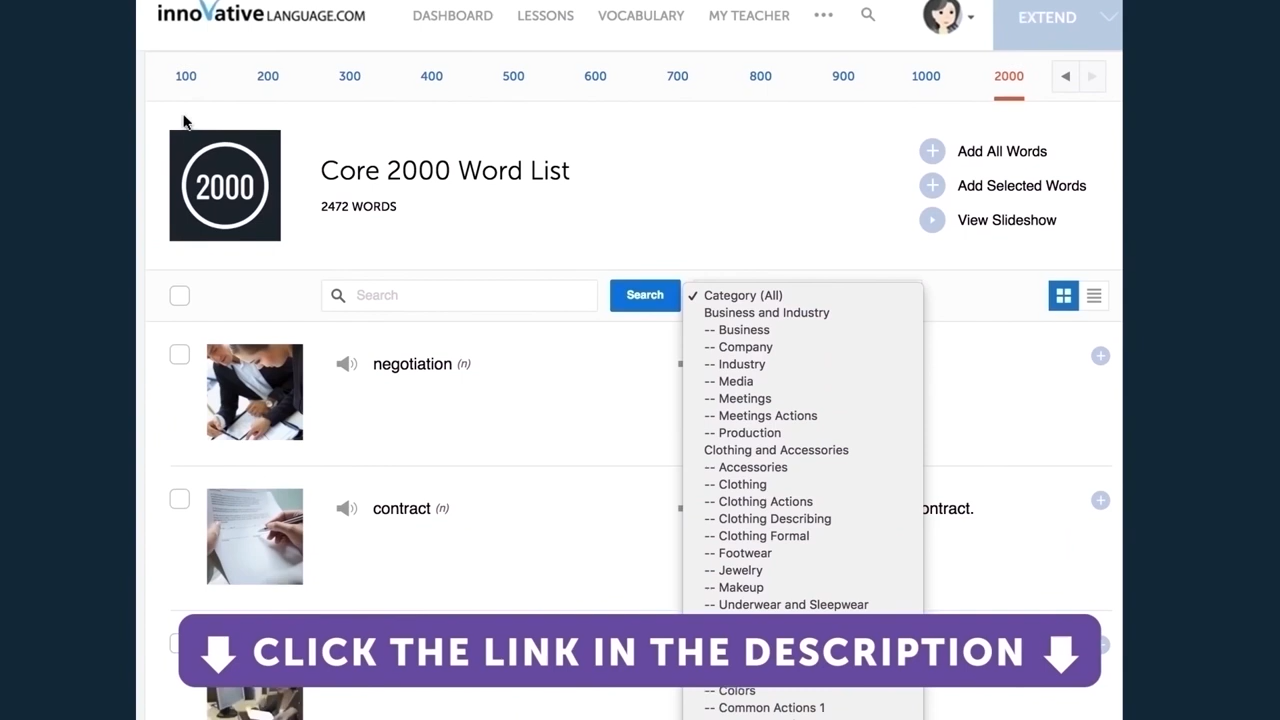 innoVative LANGUAGE.COM
DASHBOARD LESSONS VOCABULARY MY TEACHER ••• EXTEND
100 200 300 400 500 600 700 800 900 1000 2000
2000
Core 2000 Word List
2472 WORDS
Add All Words
Add Selected Words
View Slideshow
Search
Search
✓ Category (All)
Business and Industry
-- Business
-- Company
-- Industry
-- Media
-- Meetings
-- Meetings Actions
-- Production
Clothing and Accessories
-- Accessories
-- Clothing
-- Clothing Actions
-- Clothing Describing
-- Clothing Formal
-- Footwear
-- Jewelry
-- Makeup
-- Underwear and Sleepwear
negotiation (n)
contract (n)
ontract.
CLICK THE LINK IN THE DESCRIPTION
-- Colors
-- Common Actions 1